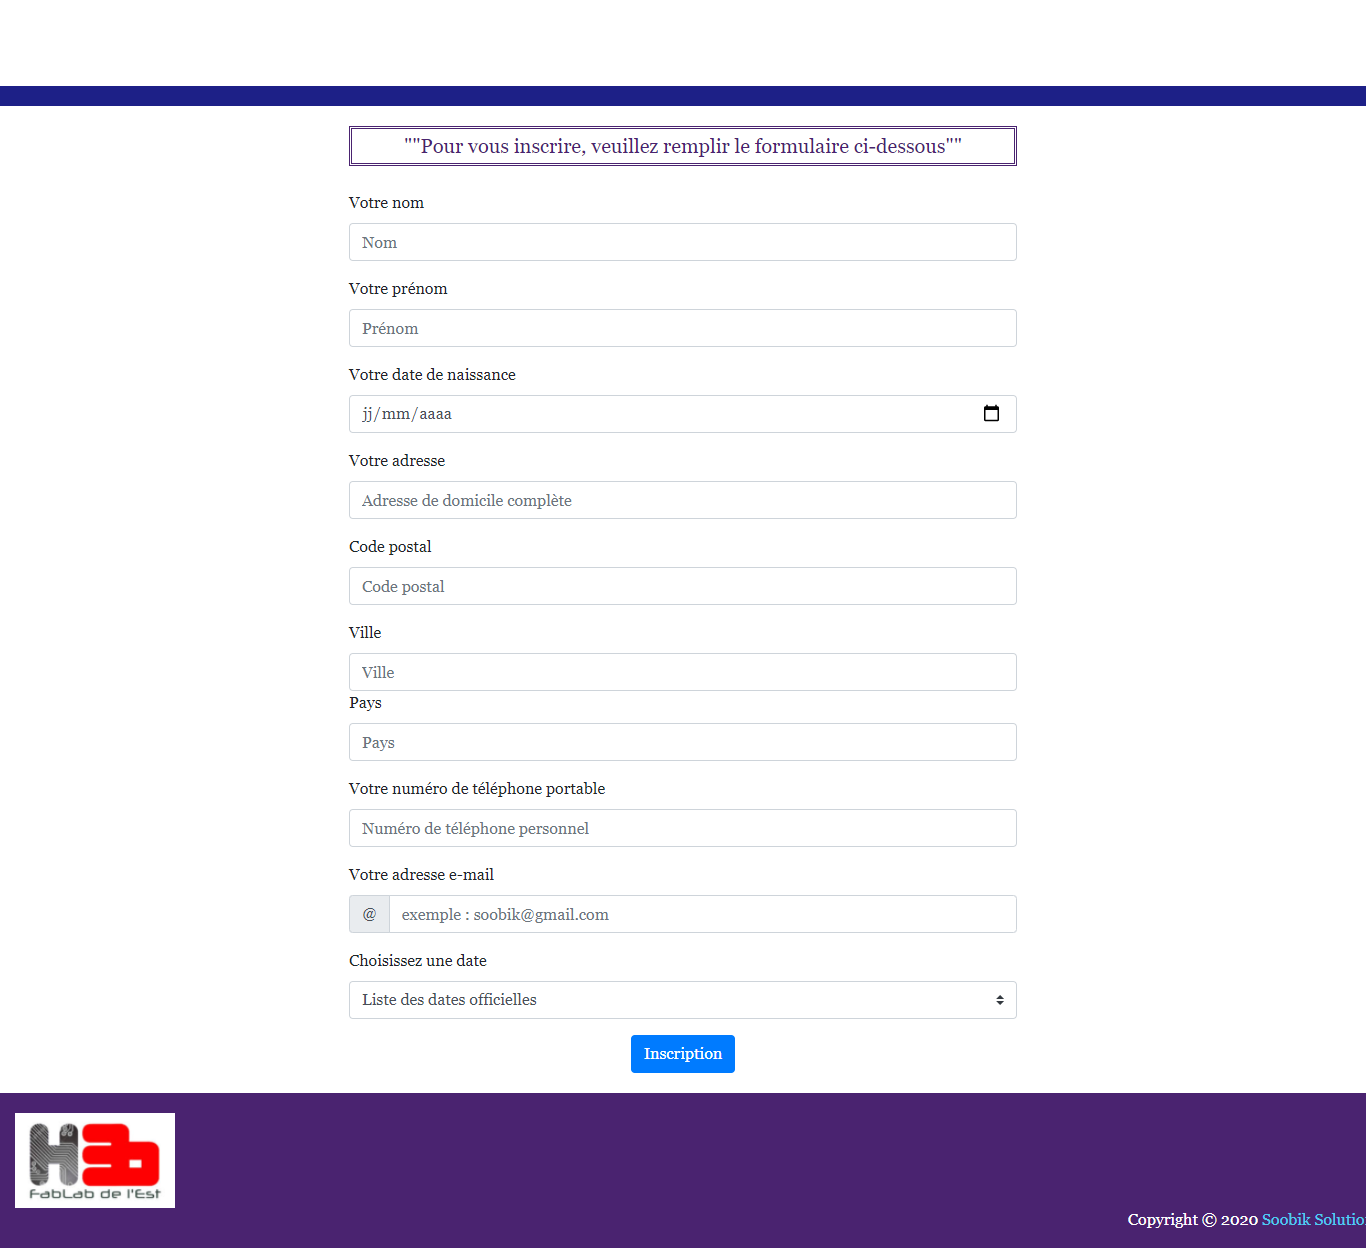 ""Pour vous inscrire, veuillez remplir le formulaire ci-dessous""
Votre nom
Nom
Votre prénom
Prénom
Votre date de naissance
jj/mm/aaaa
Votre adresse
Adresse de domicile complète
Code postal
Code postal
Ville
Ville
Pays
Pays
Votre numéro de téléphone portable
Numéro de téléphone personnel
Votre adresse e-mail
@ exemple : soobik@gmail.com
Choisissez une date
Liste des dates officielles
Inscription
H3D
FabLab de l'Est
Copyright © 2020 Soobik